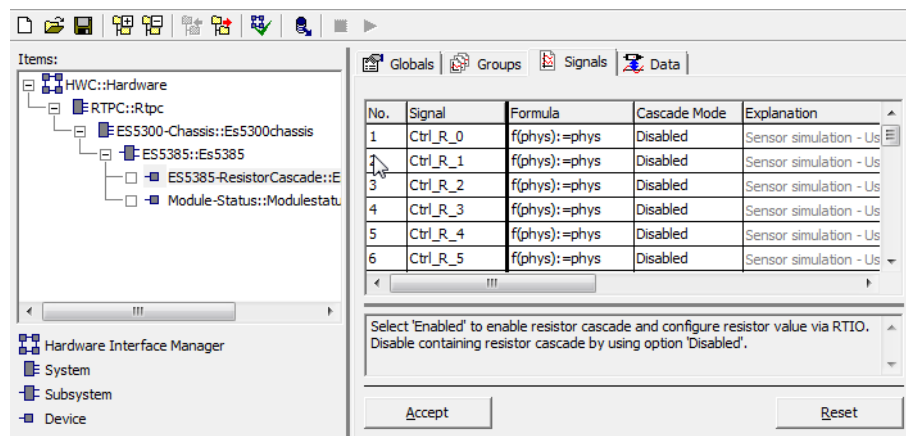 Items:
HWC::Hardware
RTPC::Rtpc
ES5300-Chassis::Es5300chassis
ES5385::Es5385
ES5385-ResistorCascade::E
Module-Status::Modulestatu
Hardware Interface Manager
System
Subsystem
Device
Globals Groups Signals Data
No. Signal Formula Cascade Mode Explanation
1 Ctrl_R_0 f(phys):=phys Disabled Sensor simulation - Us
2 Ctrl_R_1 f(phys):=phys Disabled Sensor simulation - Us
3 Ctrl_R_2 f(phys):=phys Disabled Sensor simulation - Us
4 Ctrl_R_3 f(phys):=phys Disabled Sensor simulation - Us
5 Ctrl_R_4 f(phys):=phys Disabled Sensor simulation - Us
6 Ctrl_R_5 f(phys):=phys Disabled Sensor simulation - Us
Select 'Enabled' to enable resistor cascade and configure resistor value via RTIO.
Disable containing resistor cascade by using option 'Disabled'.
Accept Reset